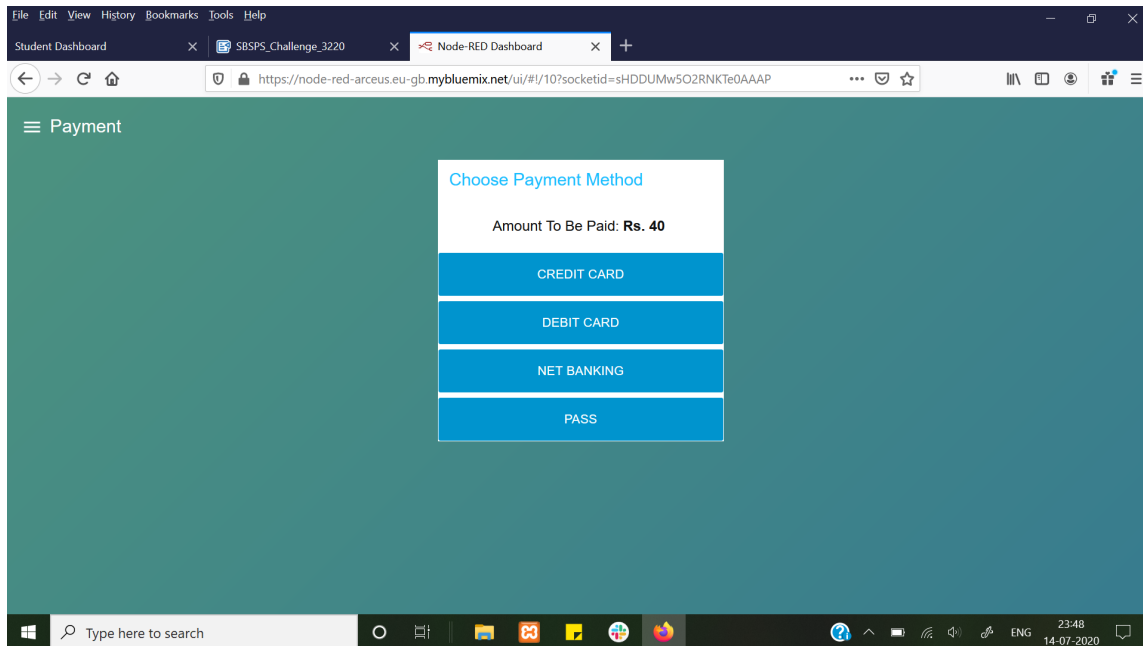 File Edit View History Bookmarks Tools Help
Student Dashboard
SBSPS_Challenge_3220
Node-RED Dashboard
https://node-red-arceus.eu-gb.mybluemix.net/ui/#!/10?socketid=sHDDUMw5O2RNKTe0AAAP
Payment
Choose Payment Method
Amount To Be Paid: Rs. 40
CREDIT CARD
DEBIT CARD
NET BANKING
PASS
Type here to search
ENG
23:48
14-07-2020